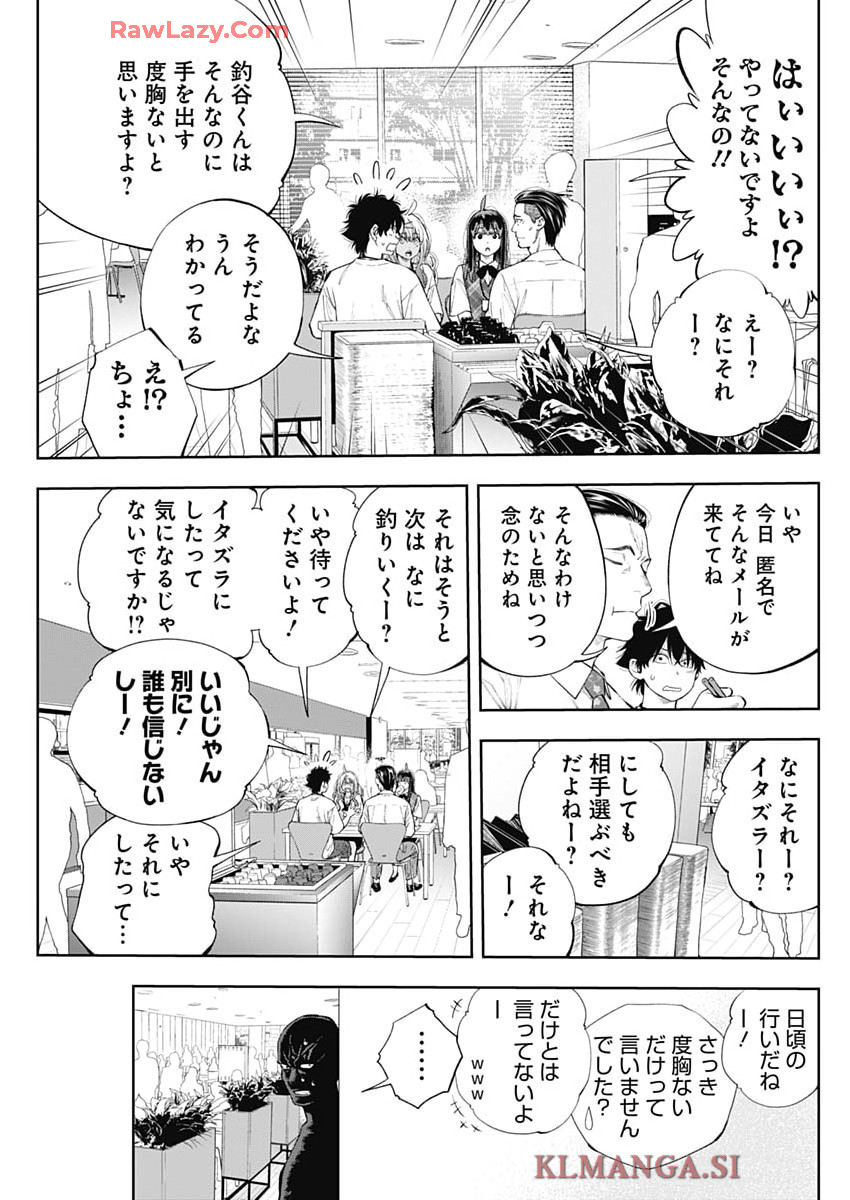 RawLazy.Com
はぃぃぃぃ!?
やってないですよ
そんなの!!
えー?
なにそれ
ー?
釣谷くんは
そんなのに
手を出す
度胸ないと
思いますよ?
そうだよな
うん
わかってる
え!?
ちょ…
いや
今日 匿名で
そんなメールが
来ててね
そんなわけ
ないと思いつつ
念のためね
なにそれー?
イタズラー?
にしても
相手選ぶべき
だよねー?
それな
ー!
それはそうと
次は なに
釣りいくー?
いや待って
くださいよ!
イタズラに
したって
気になるじゃ
ないですか!?
いいじゃん
別に!
誰も信じない
しー!
いや
それに
したって…
日頃の
行いだね
ー!
さっき
度胸ない
だけって
言いません
でした?
だけとは
言ってないよ
ー
www
……
KLMANGA.SI